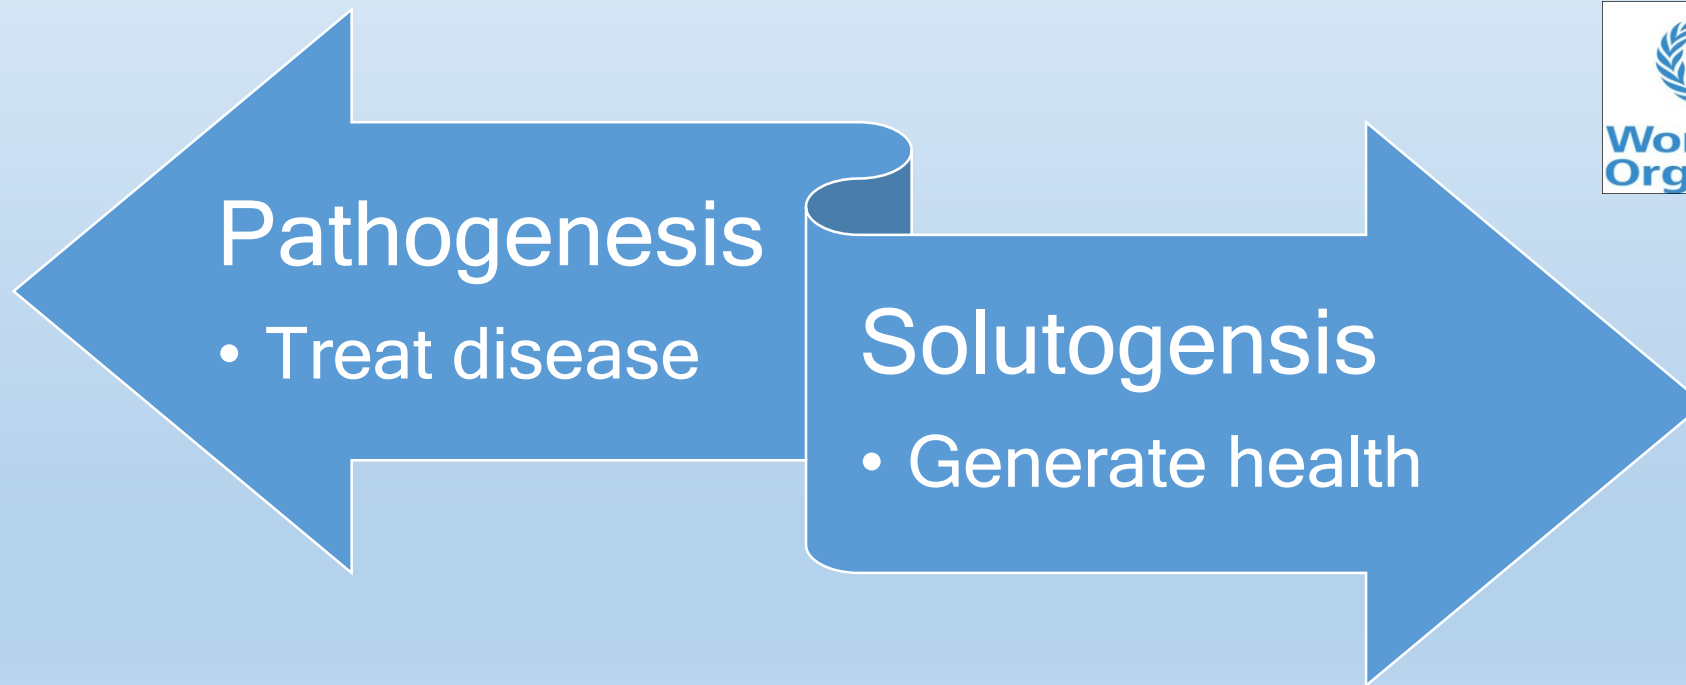 Pathogenesis
• Treat disease
Solutogensis
• Generate health